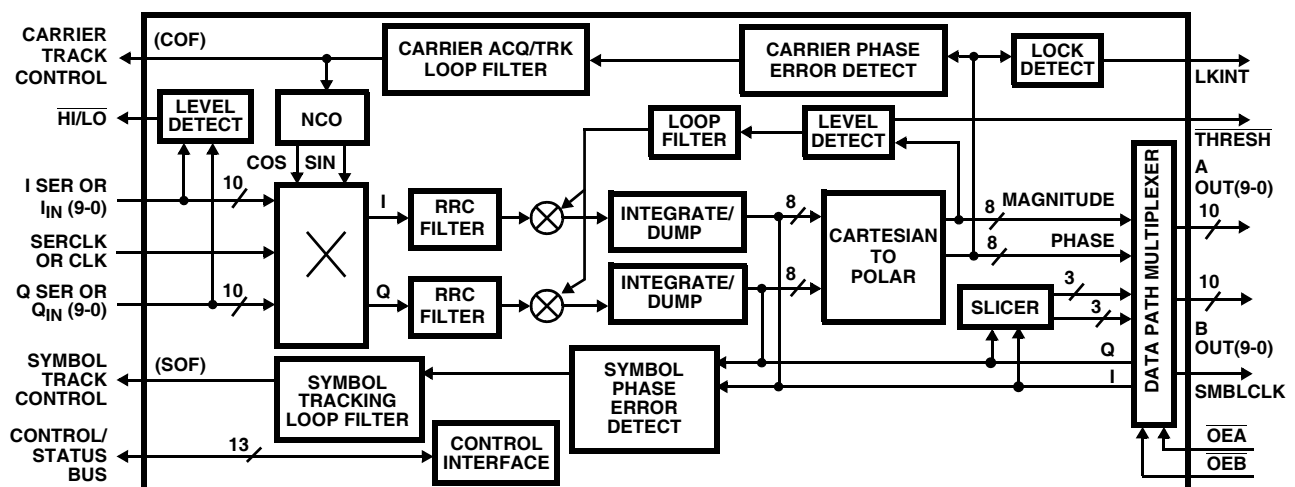 CARRIER
TRACK
CONTROL
(COF)
CARRIER ACQ/TRK
LOOP FILTER
CARRIER PHASE
ERROR DETECT
LOCK
DETECT
LKINT
HI/LO
LEVEL
DETECT
NCO
LOOP
FILTER
LEVEL
DETECT
THRESH
COS
SIN
I SER OR
I_IN (9-0)
10
I
RRC
FILTER
INTEGRATE/
DUMP
8
CARTESIAN
TO
POLAR
8
MAGNITUDE
8
PHASE
DATA PATH MULTIPLEXER
A
OUT(9-0)
10
SERCLK
OR CLK
Q SER OR
Q_IN (9-0)
10
Q
RRC
FILTER
INTEGRATE/
DUMP
8
SLICER
3
3
10
B
OUT(9-0)
SYMBOL
TRACK
CONTROL
(SOF)
SYMBOL
TRACKING
LOOP FILTER
SYMBOL
PHASE
ERROR
DETECT
Q
I
SMBLCLK
CONTROL/
STATUS
BUS
13
CONTROL
INTERFACE
OEA
OEB